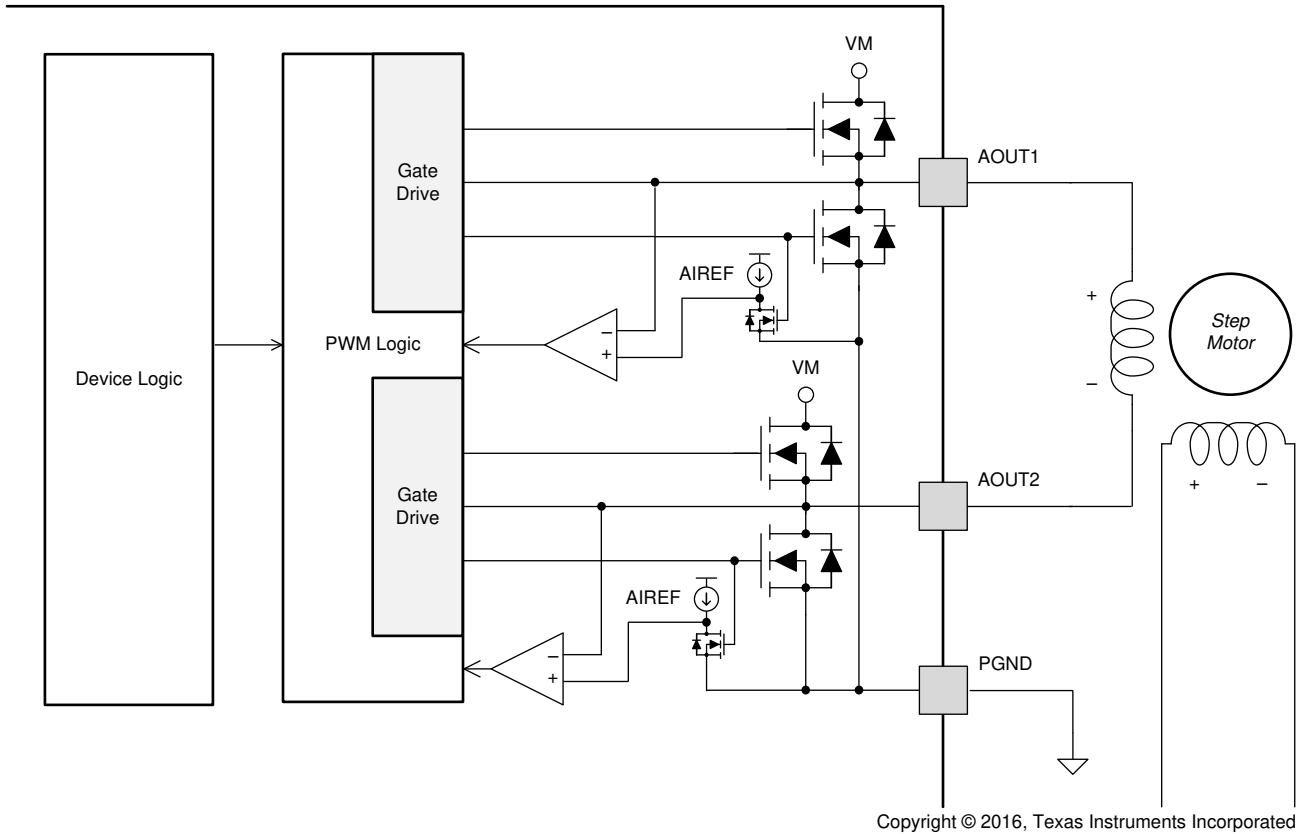 VM
Gate
Drive
AOUT1
AIREF
+
–
Step
Motor
–
+
PWM Logic
Device Logic
VM
Gate
Drive
AOUT2
+ –
AIREF
–
+
PGND
Copyright © 2016, Texas Instruments Incorporated